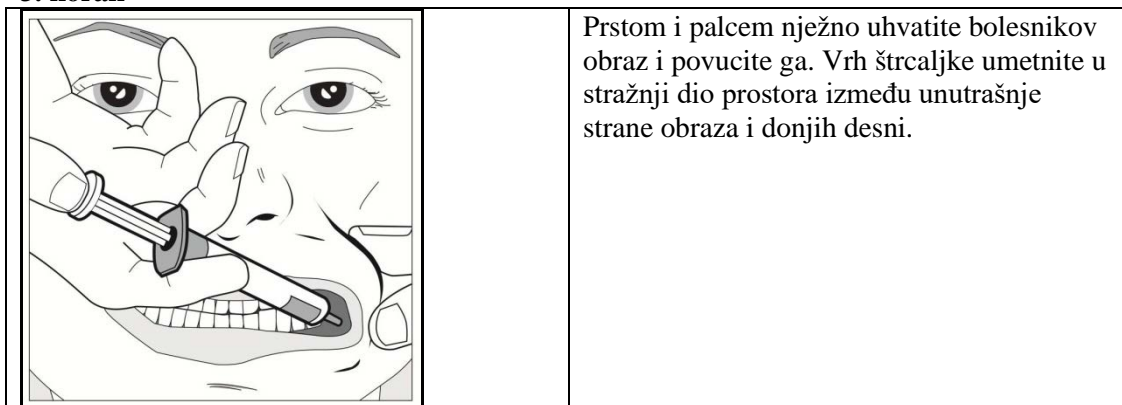 Prstom i palcem nježno uhvatite bolesnikov
obraz i povucite ga. Vrh štrcaljke umetnite u
stražnji dio prostora između unutrašnje
strane obraza i donjih desni.